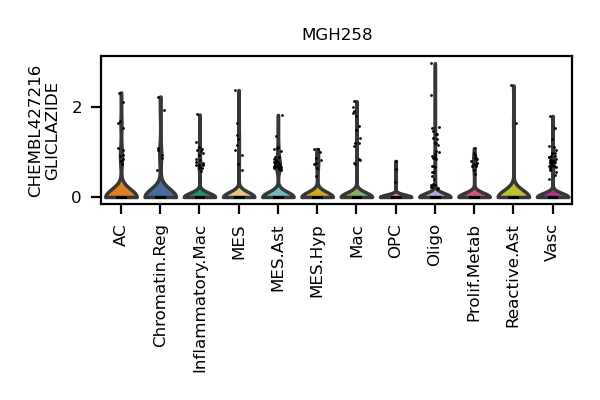 MGH258
CHEMBL427216
GLICLAZIDE
2
0
AC
Chromatin.Reg
Inflammatory.Mac
MES
MES.Ast
MES.Hyp
Mac
OPC
Oligo
Prolif.Metab
Reactive.Ast
Vasc